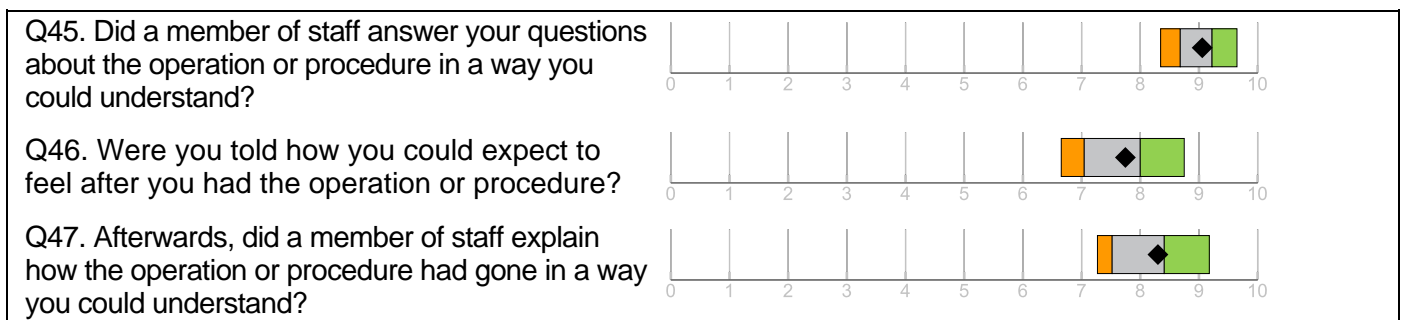 Q45. Did a member of staff answer your questions
about the operation or procedure in a way you
could understand?
0 1 2 3 4 5 6 7 8 9 10
Q46. Were you told how you could expect to
feel after you had the operation or procedure?
0 1 2 3 4 5 6 7 8 9 10
Q47. Afterwards, did a member of staff explain
how the operation or procedure had gone in a way
you could understand?
0 1 2 3 4 5 6 7 8 9 10